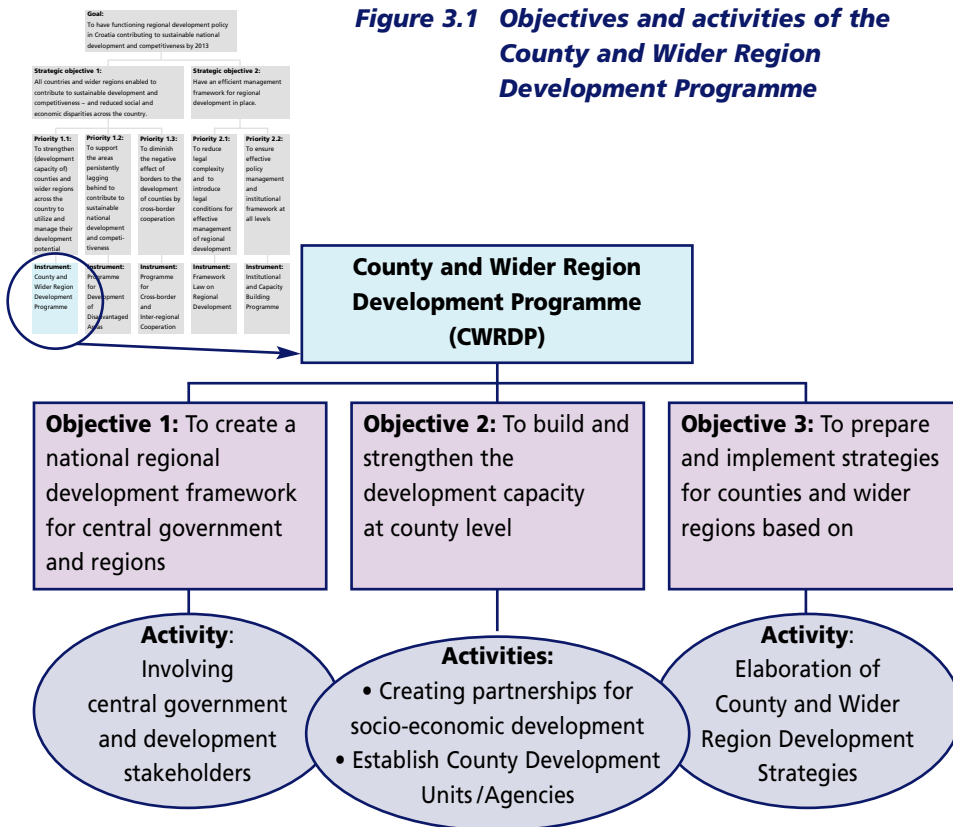 Figure 3.1 Objectives and activities of the
County and Wider Region
Development Programme
Goal:
To have functioning regional development policy
in Croatia contributing to sustainable national
development and competitiveness by 2013
Strategic objective 1:
All countries and wider regions enabled to
contribute to sustainable development and
competitiveness – and reduced social and
economic disparities across the country.
Strategic objective 2:
Have an efficient management
framework for regional
development in place.
Priority 1.1:
To strengthen
(development
capacity of)
counties and
wider regions
across the
country to
utilize and
manage their
development
potential
Priority 1.2:
To support
the areas
persistently
lagging
behind to
contribute to
sustainable
national
development
and competi-
tiveness
Priority 1.3:
To diminish
the negative
effect of
borders to the
development
of counties by
cross-border
cooperation
Priority 2.1:
To reduce
legal
complexity
and to
introduce
legal
conditions for
effective
management
of regional
development
Priority 2.2:
To ensure
effective
policy
management
and
institutional
framework at
all levels
Instrument:
County and
Wider Region
Development
Programme
Instrument:
Programme
for
Development
of
Disadvantaged
Areas
Instrument:
Programme
for
Cross-border
and
Inter-regional
Cooperation
Instrument:
Framework
Law on
Regional
Development
Instrument:
Institutional
and Capacity
Building
Programme
County and Wider Region
Development Programme
(CWRDP)
Objective 1: To create a
national regional
development framework
for central government
and regions
Objective 2: To build and
strengthen the
development capacity
at county level
Objective 3: To prepare
and implement strategies
for counties and wider
regions based on
Activity:
Involving
central government
and development
stakeholders
Activities:
• Creating partnerships for
socio-economic development
• Establish County Development
Units/Agencies
Activity:
Elaboration of
County and Wider
Region Development
Strategies